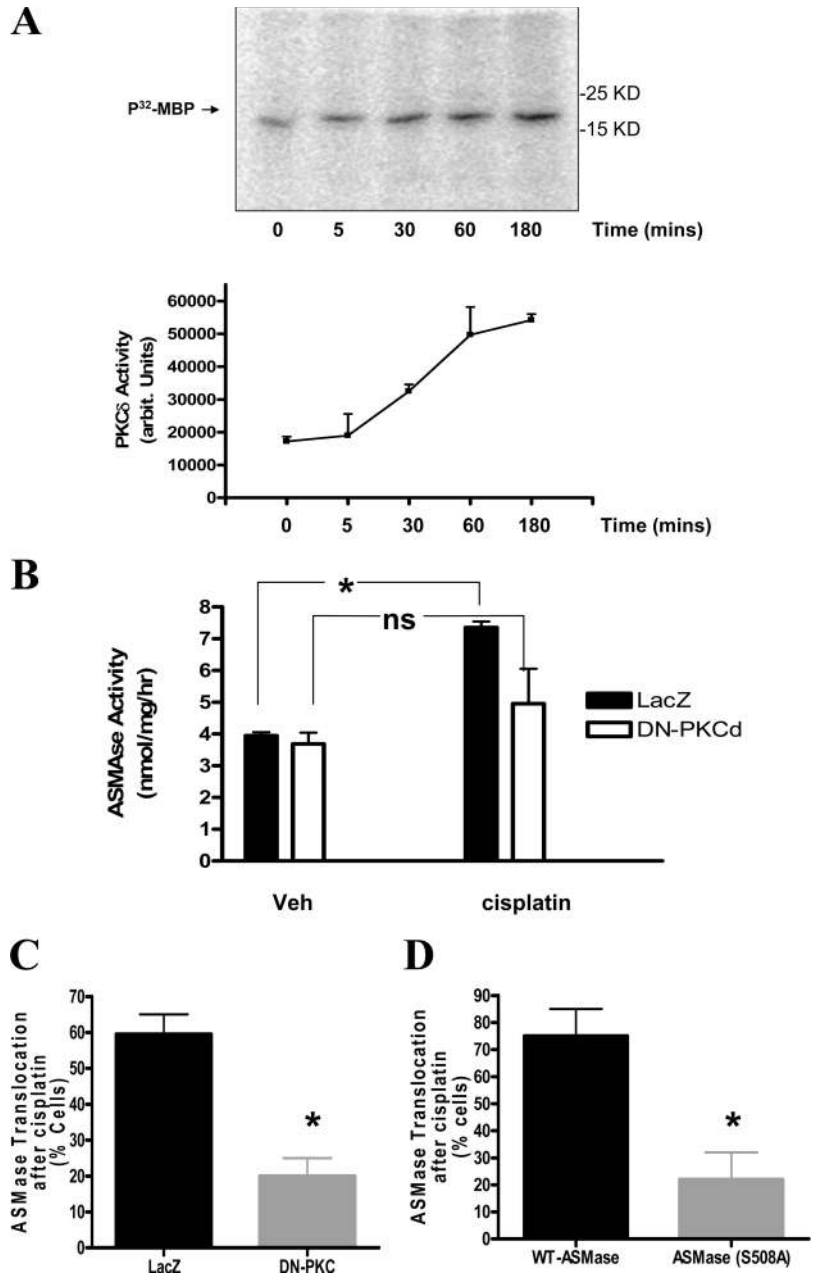 A
P³²-MBP →
-25 KD
-15 KD
0 5 30 60 180 Time (mins)
PKCδ Activity
(arbit. Units)
60000
50000
40000
30000
20000
10000
0
0 5 30 60 180 Time (mins)
B
*
ns
ASMAse Activity
(nmol/mg/hr)
8
7
6
5
4
3
2
1
0
LacZ
DN-PKCd
Veh cisplatin
C
ASMase Translocation
after cisplatin
(% Cells)
70
60
50
40
30
20
10
0
*
LacZ DN-PKC
D
ASMase Translocation
after cisplatin
(% cells)
90
80
70
60
50
40
30
20
10
0
*
WT-ASMase ASMase (S508A)